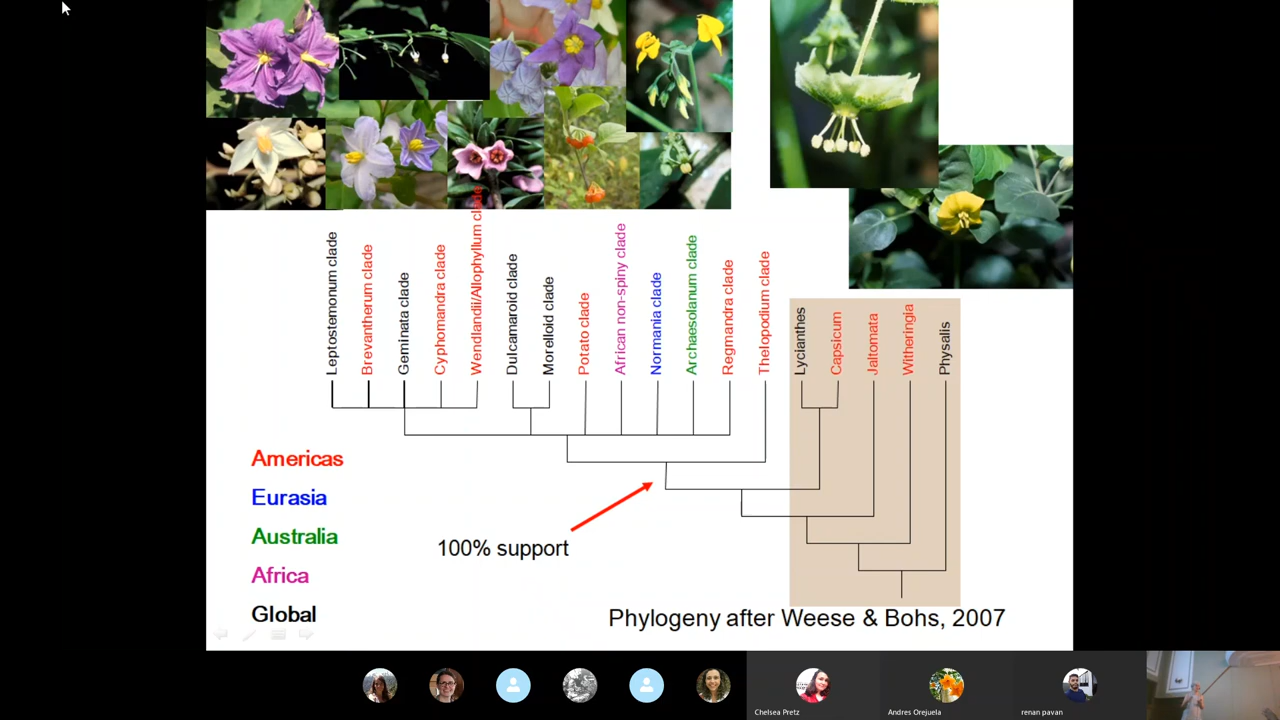 Leptostemonum clade
Brevantherum clade
Geminata clade
Cyphomandra clade
Wendlandii/Allophyllum clade
Dulcamaroid clade
Morelloid clade
Potato clade
African non-spiny clade
Normania clade
Archaesolanum clade
Regmandra clade
Thelopodium clade
Lycianthes
Capsicum
Jaltomata
Witheringia
Physalis
Americas
Eurasia
Australia
Africa
Global
100% support
Phylogeny after Weese & Bohs, 2007
Chelsea Pretz
Andres Orejuela
renan pavan